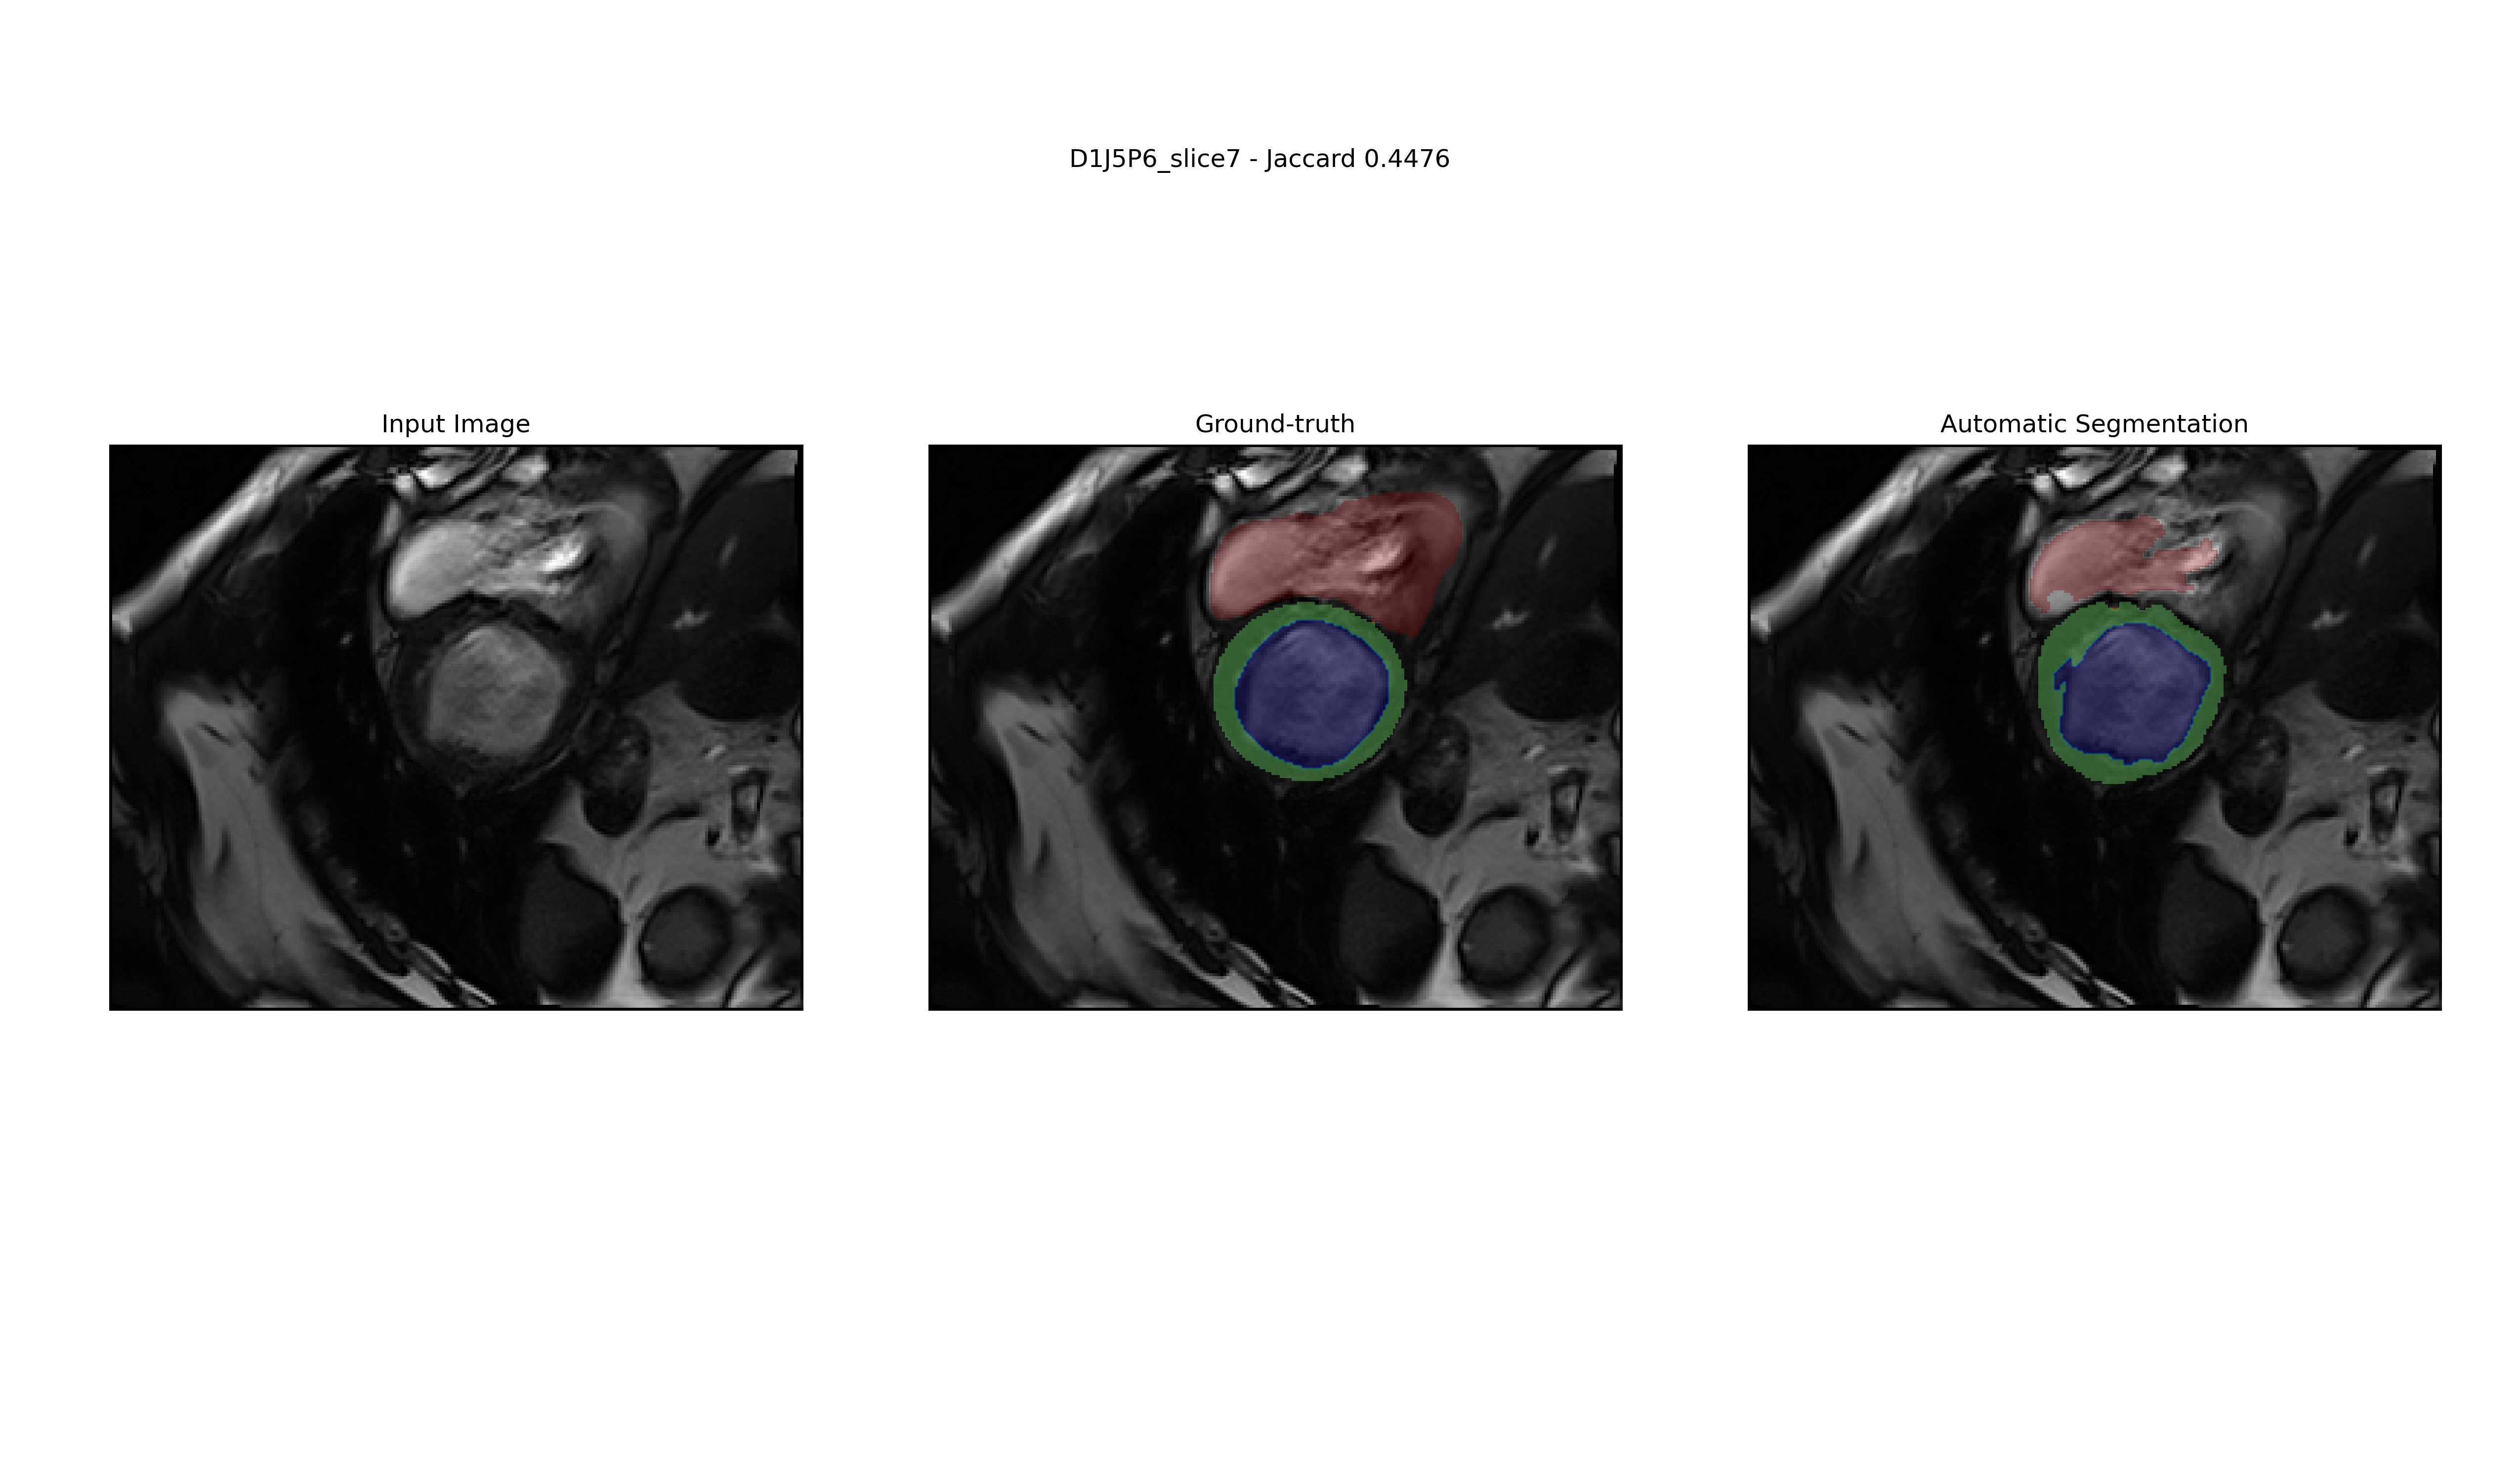 D1J5P6_slice7 - Jaccard 0.4476
Input Image
Ground-truth
Automatic Segmentation